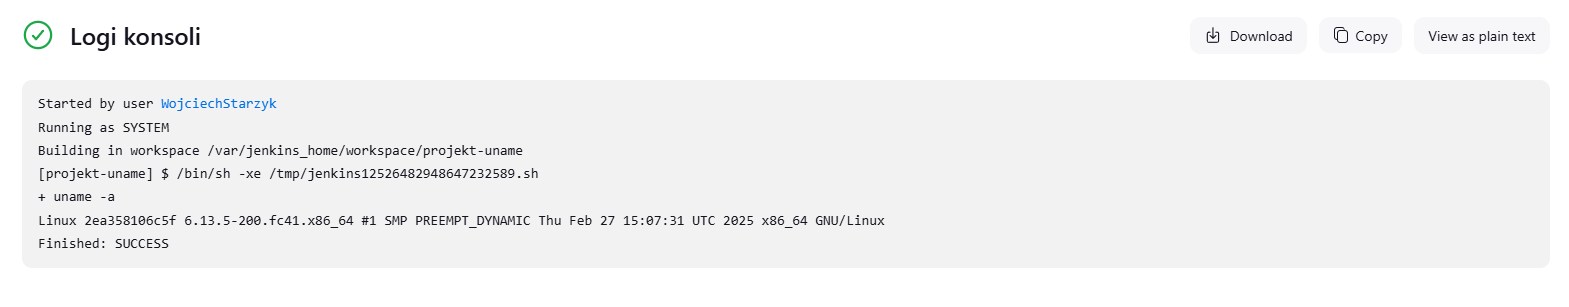 Logi konsoli
Download
Copy
View as plain text
Started by user WojciechStarzyk
Running as SYSTEM
Building in workspace /var/jenkins_home/workspace/projekt-uname
[projekt-uname] $ /bin/sh -xe /tmp/jenkins12526482948647232589.sh
+ uname -a
Linux 2ea358106c5f 6.13.5-200.fc41.x86_64 #1 SMP PREEMPT_DYNAMIC Thu Feb 27 15:07:31 UTC 2025 x86_64 GNU/Linux
Finished: SUCCESS